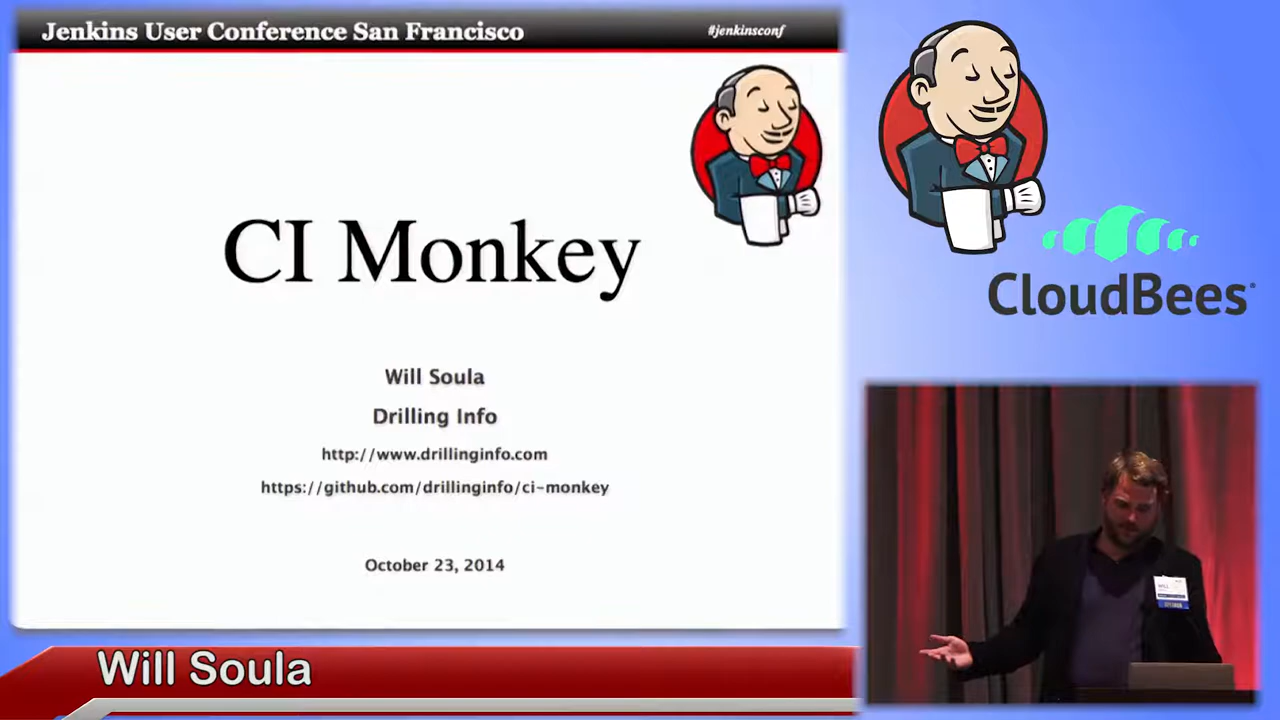 Jenkins User Conference San Francisco
#jenkinsconf
CI Monkey
Will Soula
Drilling Info
http://www.drillinginfo.com
https://github.com/drillinginfo/ci-monkey
October 23, 2014
CloudBees
Will Soula